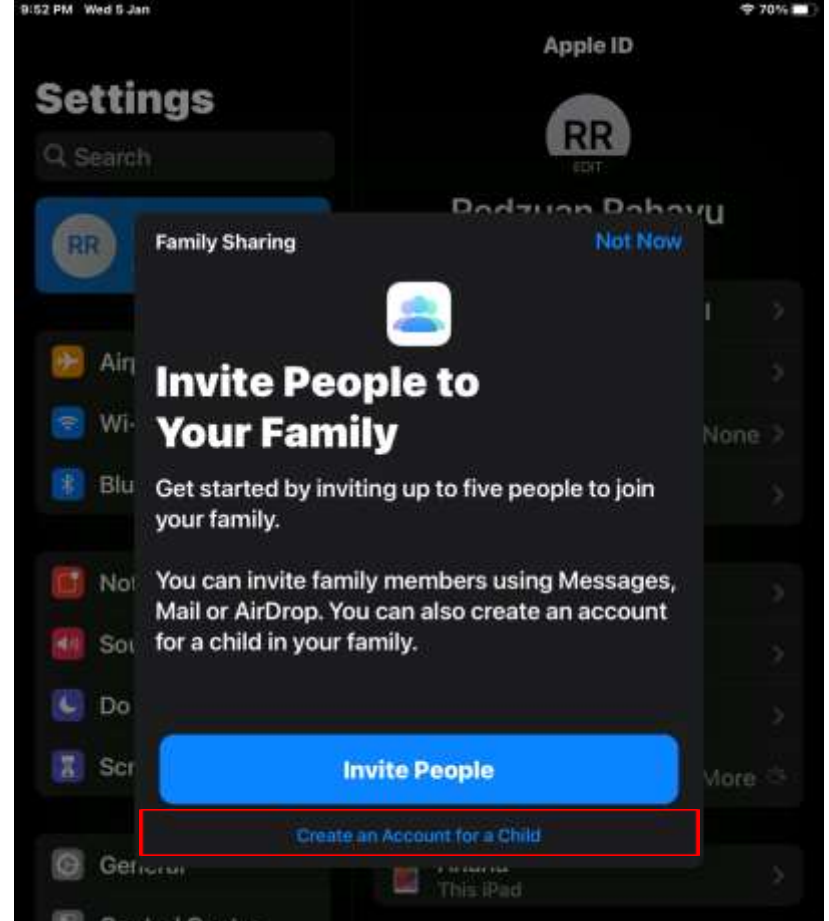 9:52 PM Wed 5 Jan
70%
Apple ID
Settings
RR
EDIT
Search
RR
Family Sharing
Not Now
Invite People to
Your Family
None
Get started by inviting up to five people to join
your family.
You can invite family members using Messages,
Mail or AirDrop. You can also create an account
for a child in your family.
Do
Invite People
More
Create an Account for a Child
General
This iPad